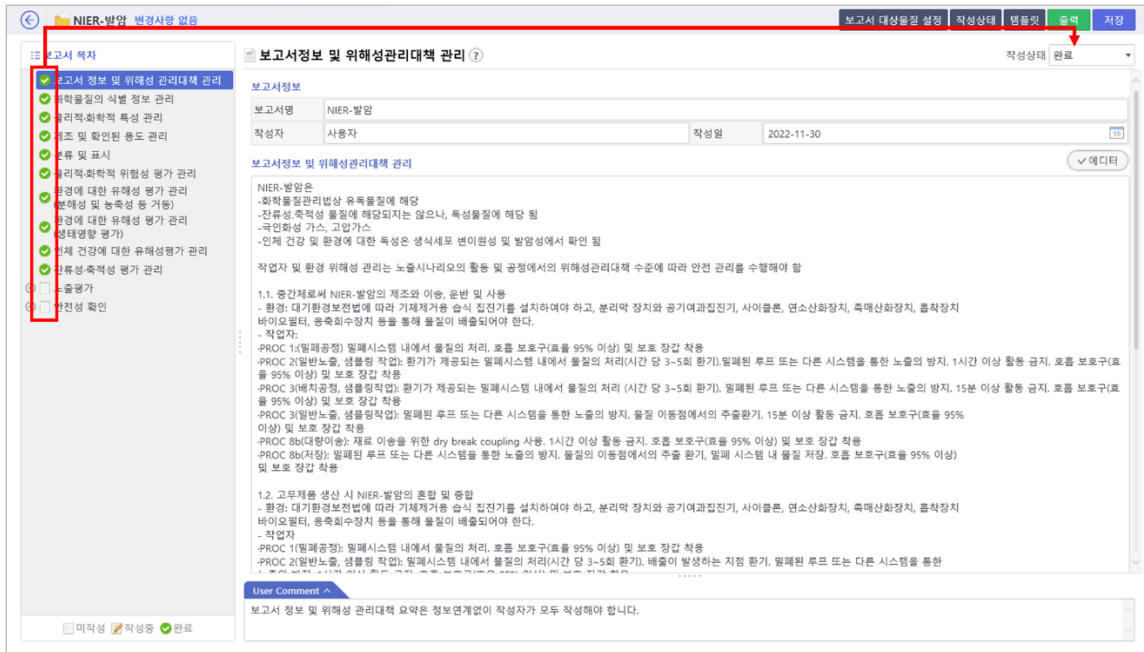 NIER-발암 변경사항 없음
보고서 대상물질 설정 작성상태 템플릿 출력 저장
보고서 목차
보고서 정보 및 위해성 관리대책 관리
화학물질의 식별 정보 관리
물리적·화학적 특성 관리
제조 및 확인된 용도 관리
분류 및 표시
물리적·화학적 위험성 평가 관리
환경에 대한 유해성 평가 관리
(분해성 및 농축성 등 거동)
환경에 대한 유해성 평가 관리
(생태영향 평가)
인체 건강에 대한 유해성평가 관리
잔류성·축적성 평가 관리
노출평가
안전성 확인
미작성 작성중 완료
보고서정보 및 위해성관리대책 관리 ?
작성상태 완료
보고서정보
보고서명 NIER-발암
작성자 사용자 작성일 2022-11-30 15
보고서정보 및 위해성관리대책 관리
에디터
NIER-발암은
-화학물질관리법상 유독물질에 해당
-잔류성.축적성 물질에 해당되지는 않으나, 독성물질에 해당 됨
-극인화성 가스, 고압가스
-인체 건강 및 환경에 대한 독성은 생식세포 변이원성 및 발암성에서 확인 됨
작업자 및 환경 위해성 관리는 노출시나리오의 활동 및 공정에서의 위해성관리대책 수준에 따라 안전 관리를 수행해야 함
1.1. 중간체로써 NIER-발암의 제조와 이송, 운반 및 사용
- 환경: 대기환경보전법에 따라 기체제거용 습식 집진기를 설치하여야 하고, 분리막 장치와 공기여과집진기, 사이클론, 연소산화장치, 촉매산화장치, 흡착장치
바이오필터, 응축회수장치 등을 통해 물질이 배출되어야 한다.
- 작업자:
·PROC 1:(밀폐공정) 밀폐시스템 내에서 물질의 처리. 호흡 보호구(효율 95% 이상) 및 보호 장갑 착용
·PROC 2(일반노출, 샘플링 작업): 환기가 제공되는 밀폐시스템 내에서 물질의 처리(시간 당 3~5회 환기).밀폐된 루프 또는 다른 시스템을 통한 노출의 방지. 1시간 이상 활동 금지. 호흡 보호구(효
율 95% 이상) 및 보호 장갑 착용
·PROC 3(배치공정, 샘플링작업): 환기가 제공되는 밀폐시스템 내에서 물질의 처리 (시간 당 3~5회 환기). 밀폐된 루프 또는 다른 시스템을 통한 노출의 방지. 15분 이상 활동 금지. 호흡 보호구(효
율 95% 이상) 및 보호 장갑 착용
·PROC 3(일반노출, 샘플링작업): 밀폐된 루프 또는 다른 시스템을 통한 노출의 방지. 물질 이동점에서의 주출환기. 15분 이상 활동 금지. 호흡 보호구(효율 95%
이상) 및 보호 장갑 착용
·PROC 8b(대량이송): 재료 이송을 위한 dry break coupling 사용. 1시간 이상 활동 금지. 호흡 보호구(효율 95% 이상) 및 보호 장갑 착용
·PROC 8b(저장): 밀폐된 루프 또는 다른 시스템을 통한 노출의 방지. 물질의 이동점에서의 추출 환기, 밀폐 시스템 내 물질 저장. 호흡 보호구(효율 95% 이상)
및 보호 장갑 착용
1.2. 고무제품 생산 시 NIER-발암의 혼합 및 중합
- 환경: 대기환경보전법에 따라 기체제거용 습식 집진기를 설치하여야 하고, 분리막 장치와 공기여과집진기, 사이클론, 연소산화장치, 촉매산화장치, 흡착장치
바이오필터, 응축회수장치 등을 통해 물질이 배출되어야 한다.
- 작업자
·PROC 1(밀폐공정): 밀폐시스템 내에서 물질의 처리. 호흡 보호구(효율 95% 이상) 및 보호 장갑 착용
·PROC 2(일반노출, 샘플링 작업): 밀폐시스템 내에서 물질의 처리(시간 당 3~5회 환기). 배출이 발생하는 지점 환기. 밀폐된 루프 또는 다른 시스템을 통한
User Comment
보고서 정보 및 위해성 관리대책 요약은 정보연계없이 작성자가 모두 작성해야 합니다.